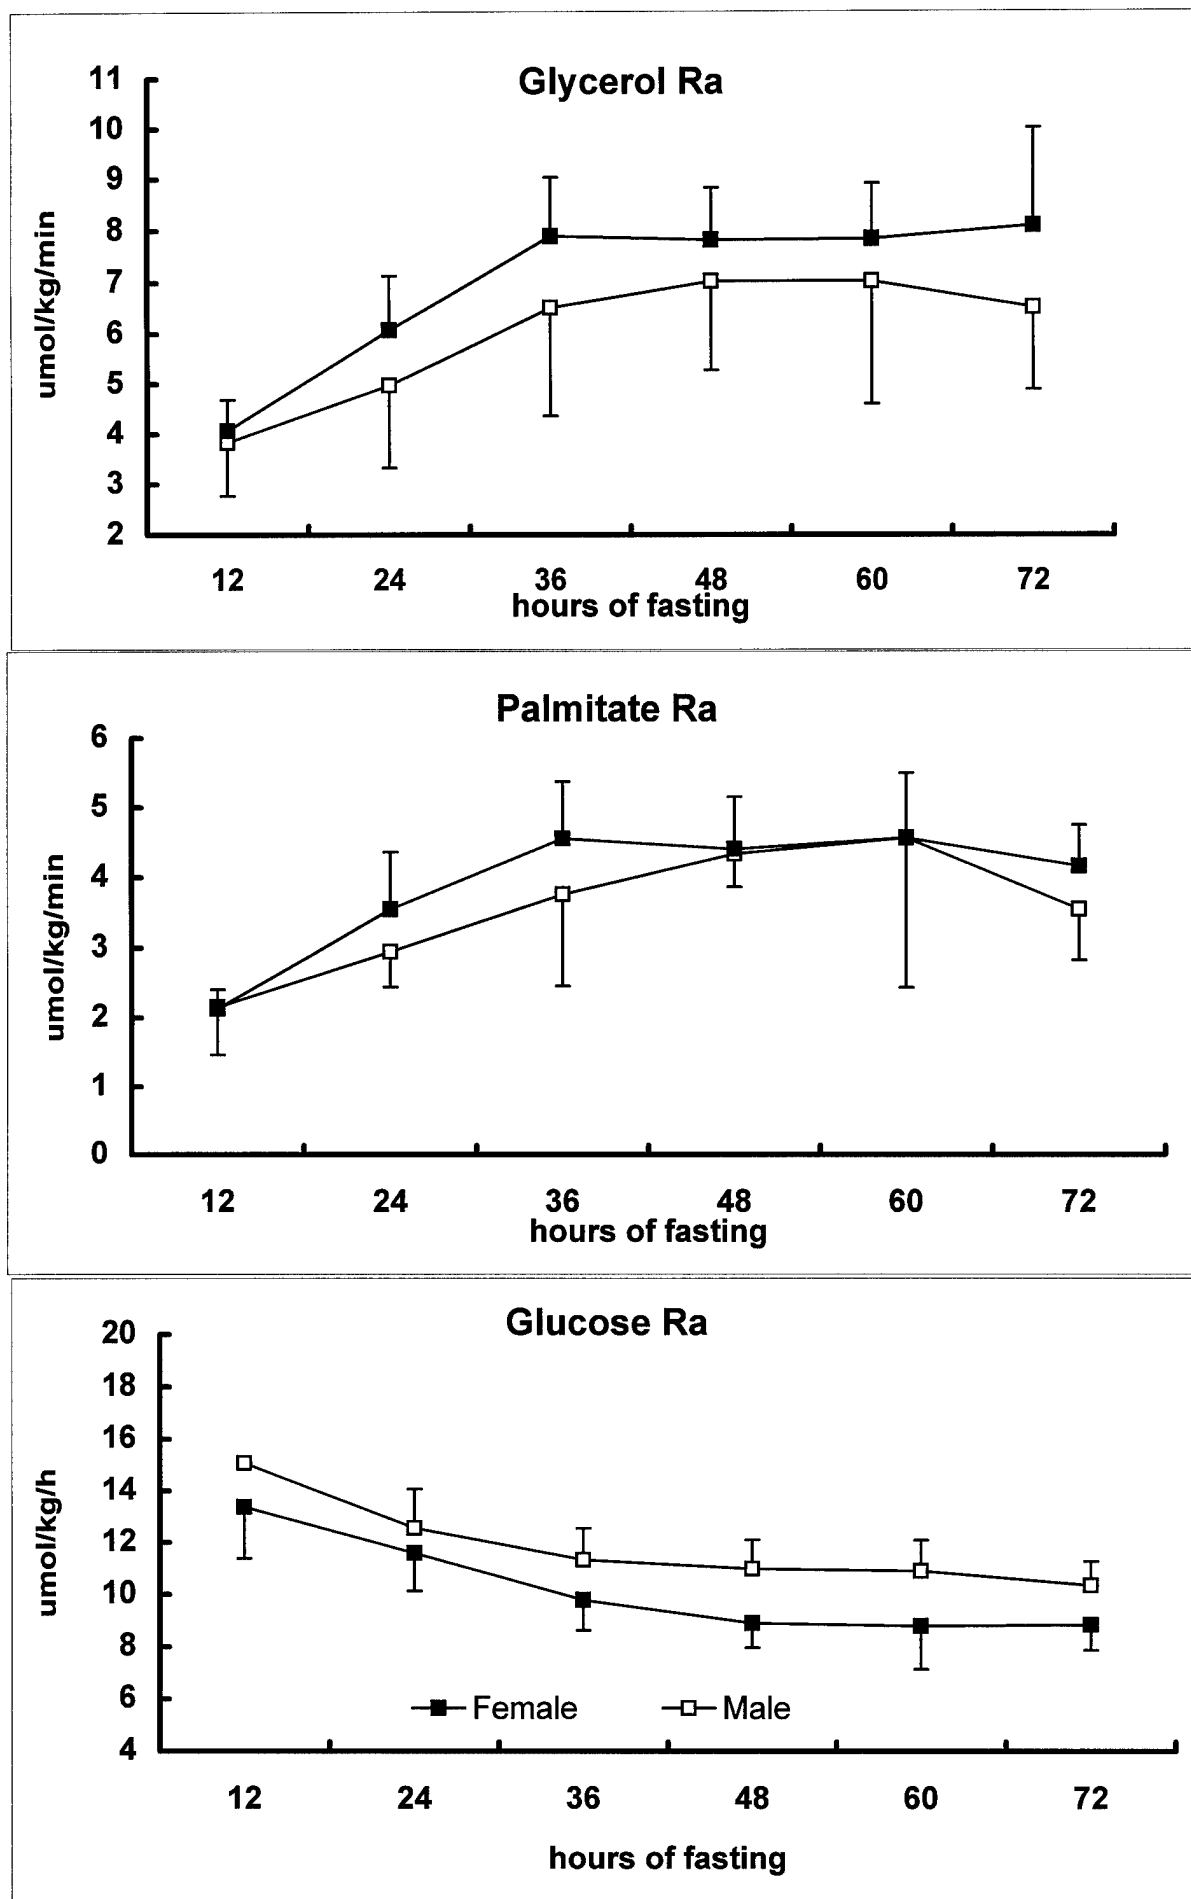 Glycerol Ra
11
10
9
8
7
6
5
4
3
2
umol/kg/min
12 24 36 48 60 72
hours of fasting
Palmitate Ra
6
5
4
3
2
1
0
umol/kg/min
12 24 36 48 60 72
hours of fasting
Glucose Ra
20
18
16
14
12
10
8
6
4
umol/kg/h
Female Male
12 24 36 48 60 72
hours of fasting